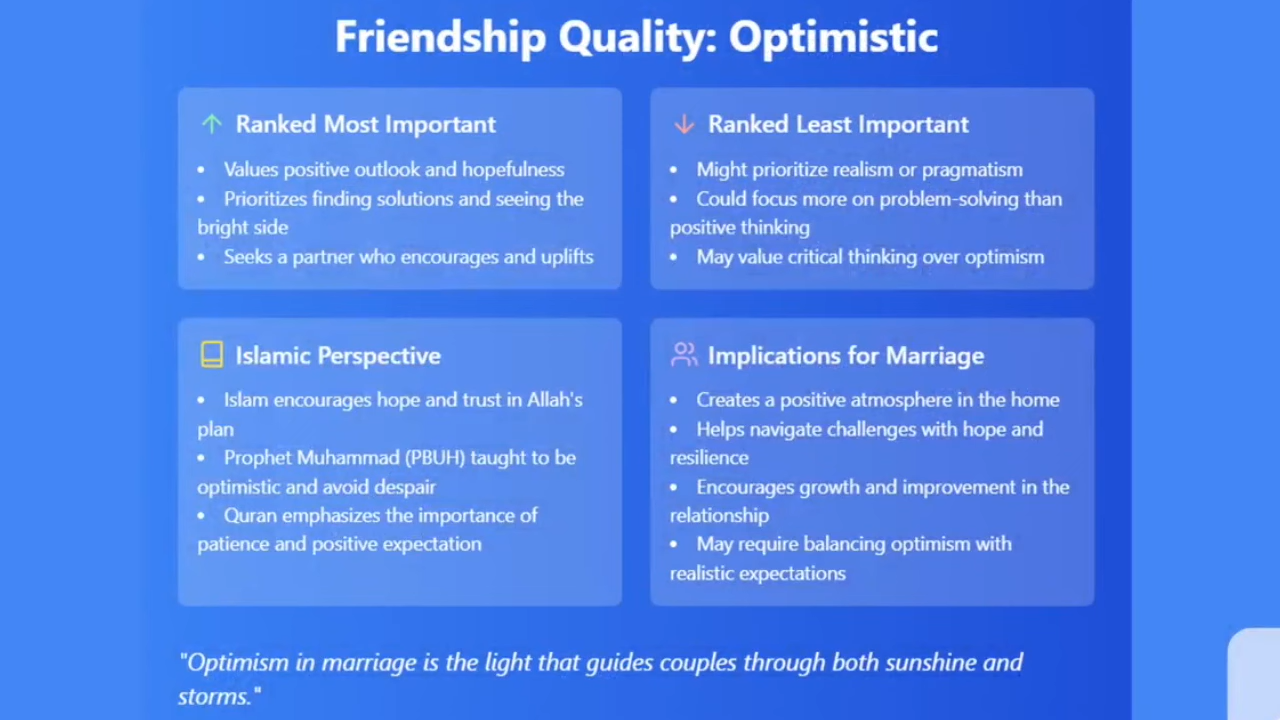 Friendship Quality: Optimistic
Ranked Most Important
• Values positive outlook and hopefulness
• Prioritizes finding solutions and seeing the
bright side
• Seeks a partner who encourages and uplifts
Ranked Least Important
• Might prioritize realism or pragmatism
• Could focus more on problem-solving than
positive thinking
• May value critical thinking over optimism
Islamic Perspective
• Islam encourages hope and trust in Allah's
plan
• Prophet Muhammad (PBUH) taught to be
optimistic and avoid despair
• Quran emphasizes the importance of
patience and positive expectation
Implications for Marriage
• Creates a positive atmosphere in the home
• Helps navigate challenges with hope and
resilience
• Encourages growth and improvement in the
relationship
• May require balancing optimism with
realistic expectations
"Optimism in marriage is the light that guides couples through both sunshine and
storms."